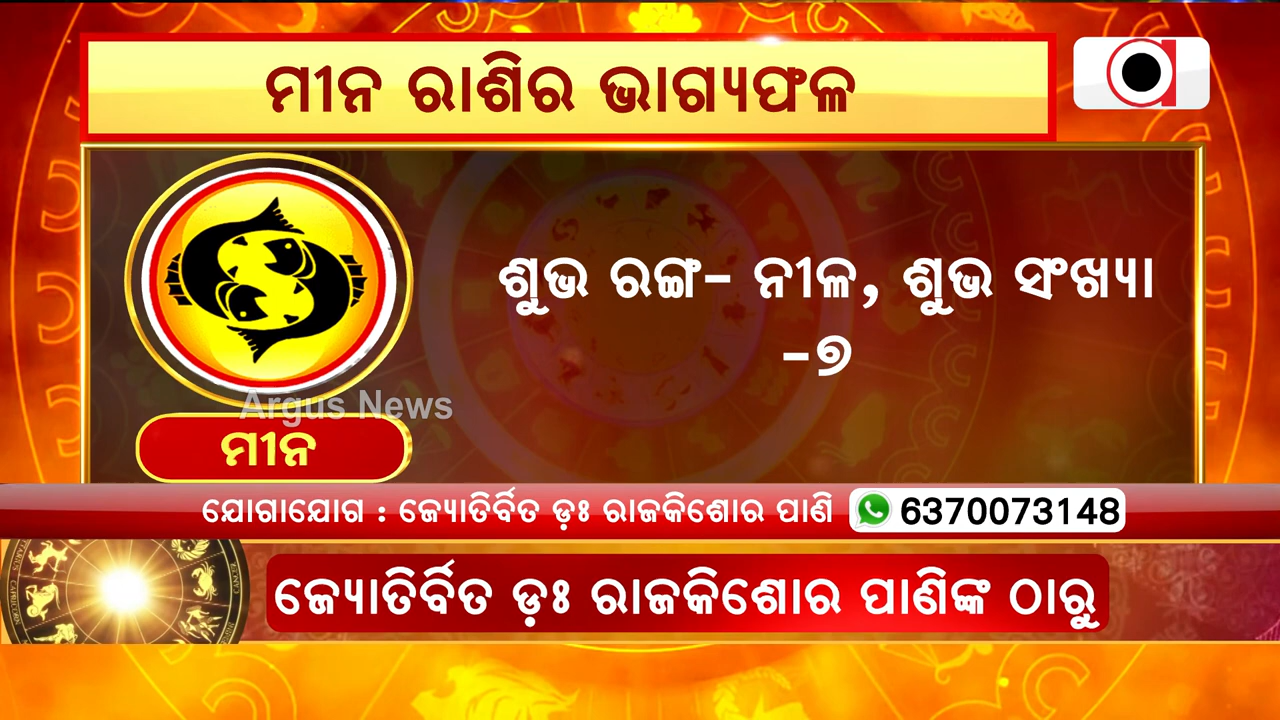 ମୀନ ରାଶିର ଭାଗ୍ୟଫଳ
ଶୁଭ ରଙ୍ଗ- ନୀଳ, ଶୁଭ ସଂଖ୍ୟା
-୭
Argus News
ମୀନ
ଯୋଗାଯୋଗ : ଜ୍ୟୋତିର୍ବିତ ଡ଼ଃ ରାଜକିଶୋର ପାଣି 6370073148
ଜ୍ୟୋତିର୍ବିତ ଡ଼ଃ ରାଜକିଶୋର ପାଣିଙ୍କ ଠାରୁ